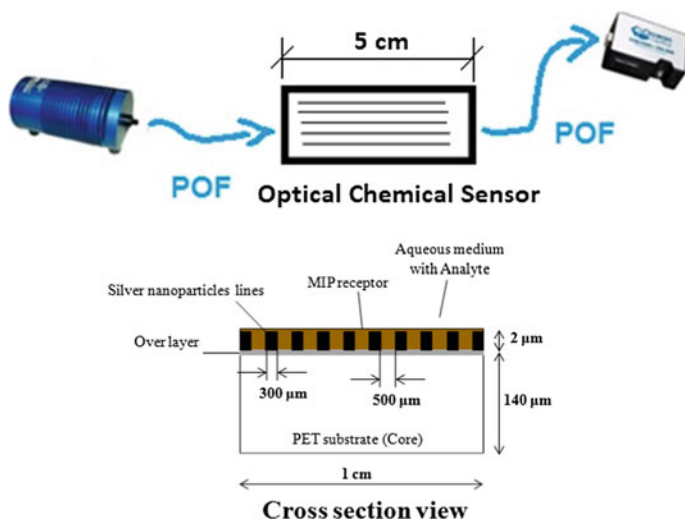 5 cm
POF
POF
Optical Chemical Sensor
Aqueous medium
with Analyte
Silver nanoparticles lines
MIP receptor
Over layer
2 µm
300 µm
500 µm
140 µm
PET substrate (Core)
1 cm
Cross section view